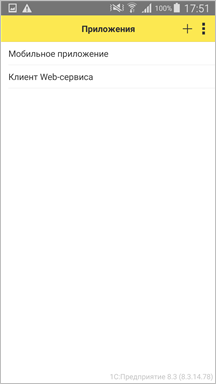 100% 17:51
Приложения
Мобильное приложение
Клиент Web-сервиса
1С:Предприятие 8.3 (8.3.14.78)